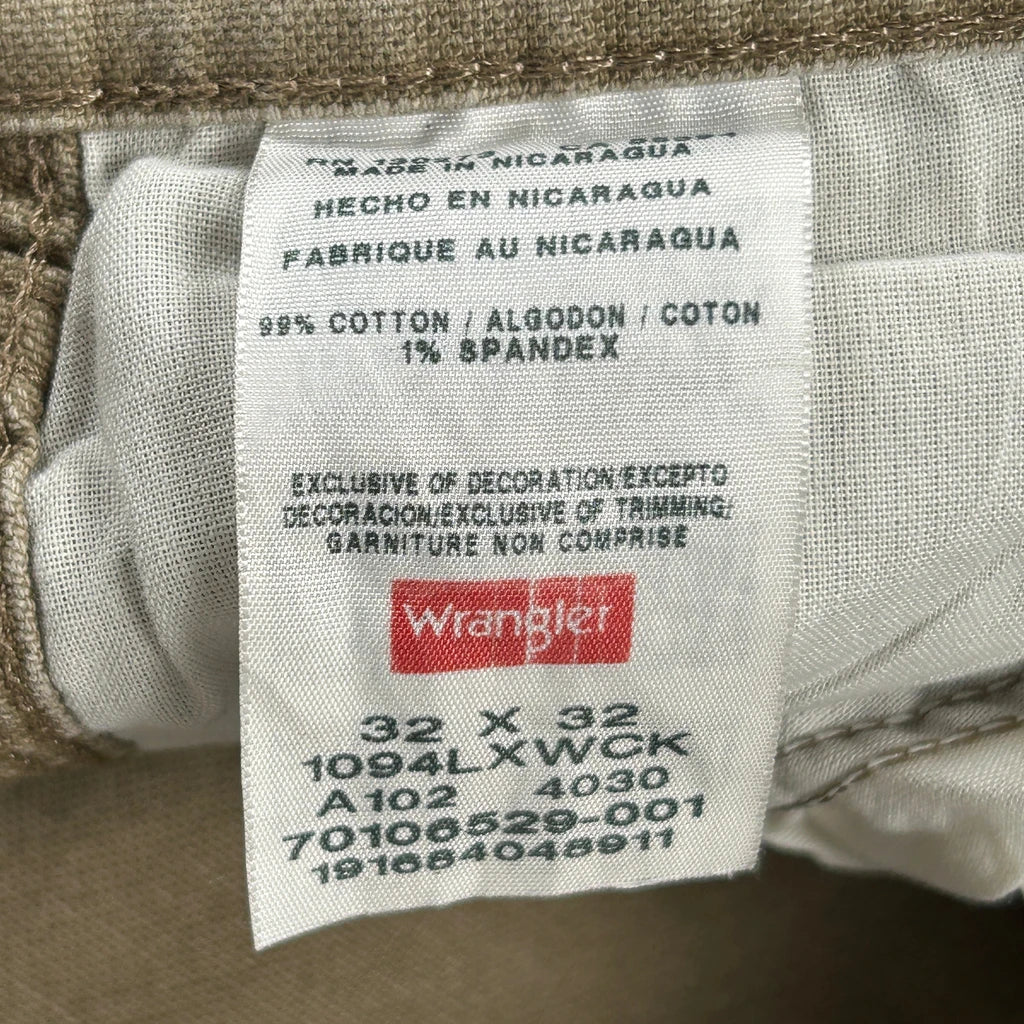 MADE IN NICARAGUA
HECHO EN NICARAGUA
FABRIQUE AU NICARAGUA
99% COTTON / ALGODON / COTON
1% SPANDEX
EXCLUSIVE OF DECORATION/EXCEPTO
DECORACION/EXCLUSIVE OF TRIMMING/
GARNITURE NON COMPRISE
Wrangler
32 X 32
1094LXWCK
A102 4030
70106529-001